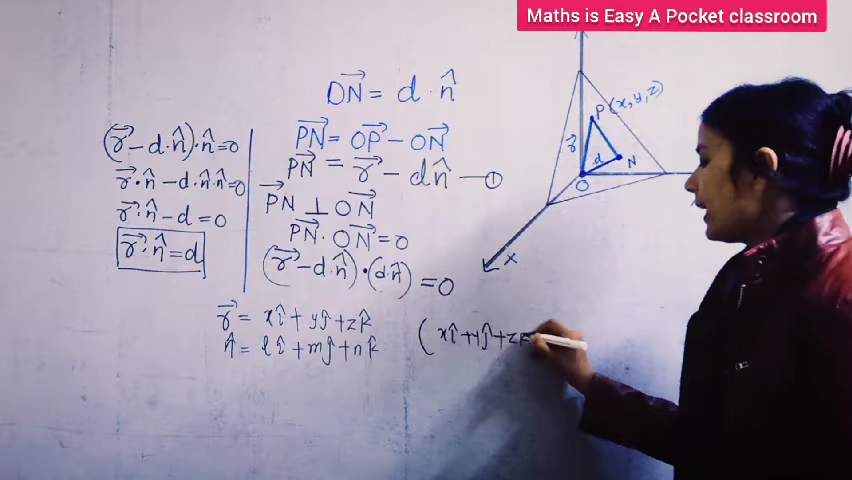 Maths is Easy A Pocket classroom
ON⃗ = d · n̂
PN⃗ = OP⃗ − ON⃗
PN⃗ = r⃗ − dn̂ —①
PN⃗ ⊥ ON⃗
PN⃗ · ON⃗ = 0
(r⃗ − d·n̂)·(d·n̂) = 0
(r⃗ − d·n̂)·n̂ = 0
r⃗·n̂ − d·n̂·n̂ = 0
r⃗·n̂ − d = 0
r⃗·n̂ = d
r⃗ = xî + yĵ + zk̂
n̂ = lî + mĵ + nk̂
(xî + yĵ + zk
P(x, y, z)
r⃗
d
N
O
X